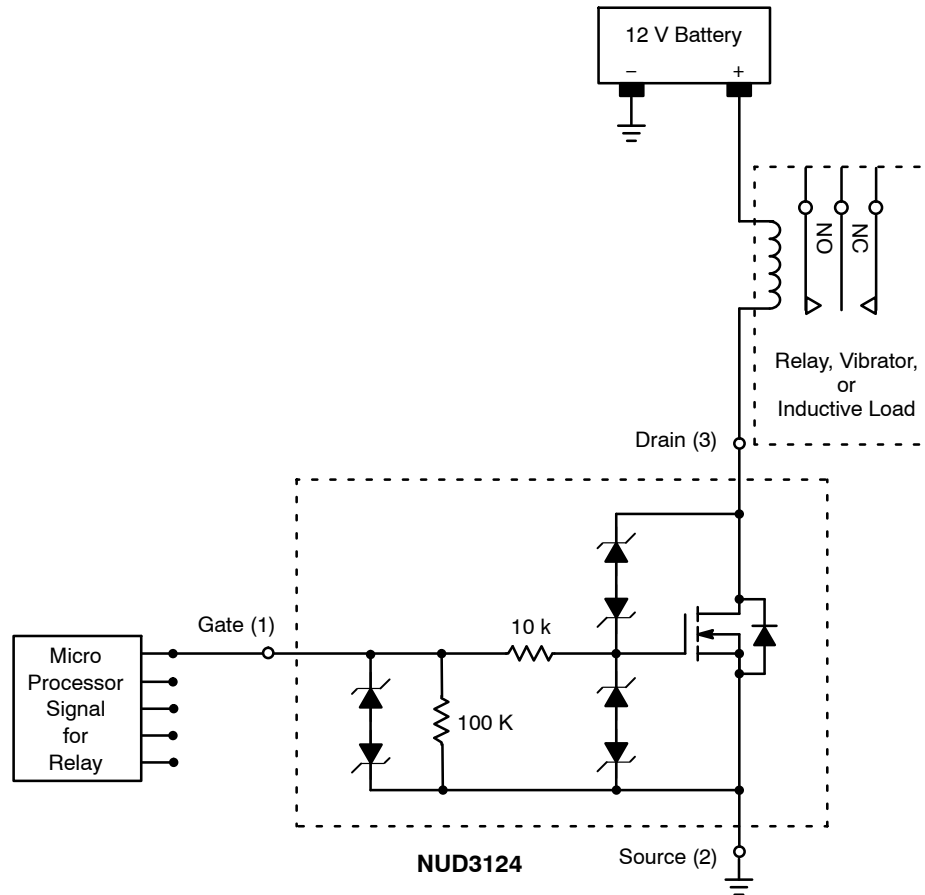 12 V Battery
– +
NO
NC
Relay, Vibrator,
or
Inductive Load
Drain (3)
Gate (1)
10 k
Micro
Processor
Signal
for
Relay
100 K
NUD3124
Source (2)